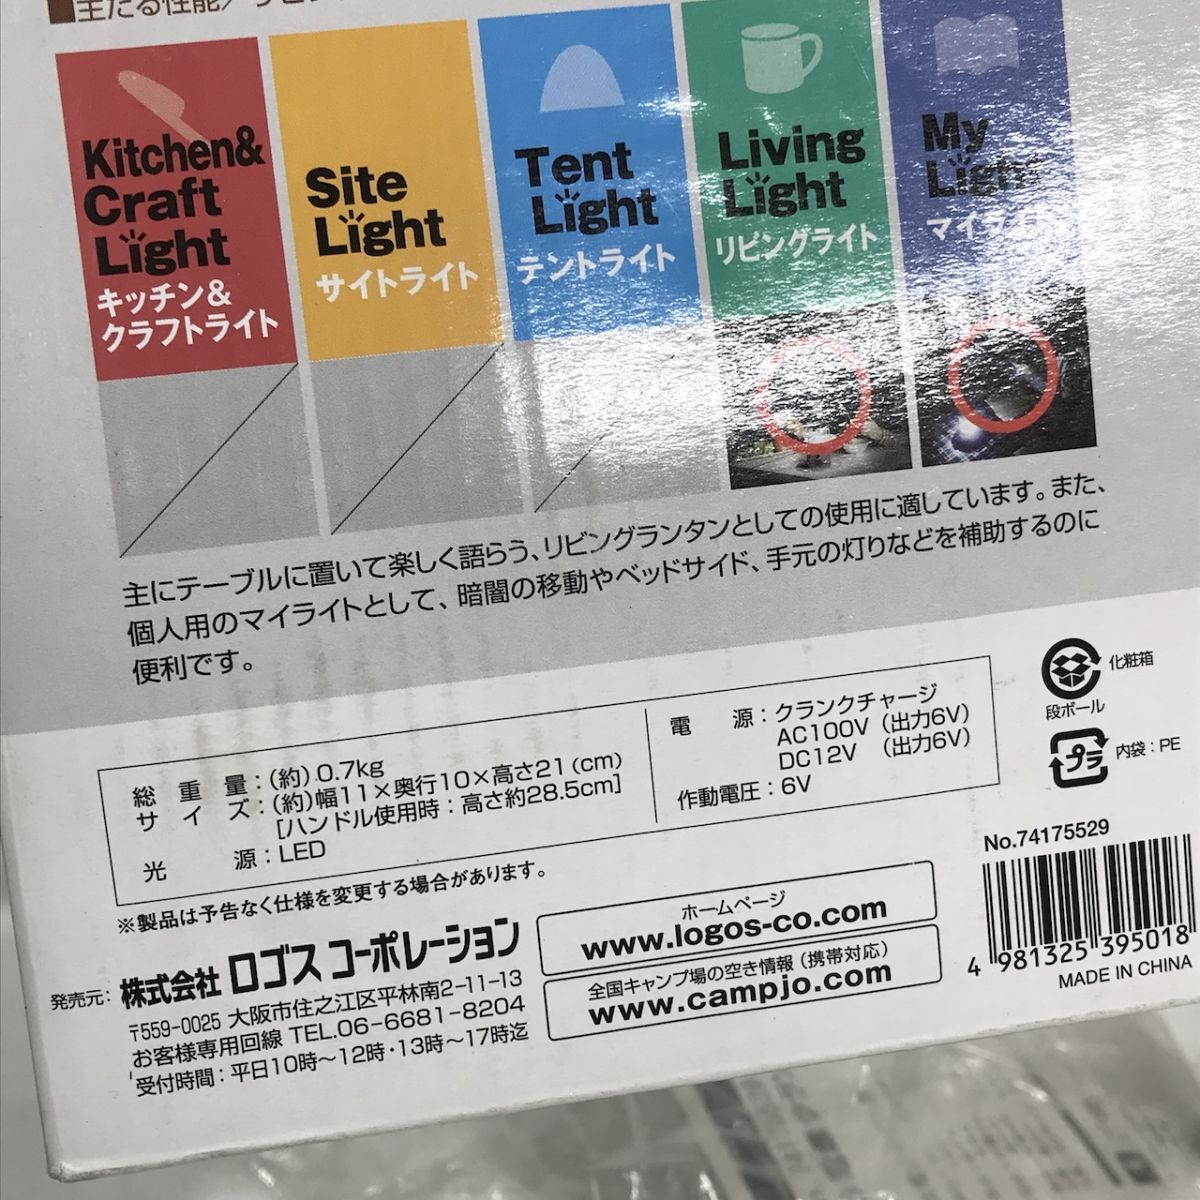 主たる性能/リビン
Kitchen&
Craft
Light
キッチン&
クラフトライト
Site
Light
サイトライト
Tent
Light
テントライト
Living
Light
リビングライト
My
Light
マイライト
主にテーブルに置いて楽しく語らう、リビングランタンとしての使用に適しています。また、
個人用のマイライトとして、暗闇の移動やベッドサイド、手元の灯りなどを補助するのに
便利です。
総重量：(約) 0.7kg
サイズ：(約)幅11×奥行10×高さ21 (cm)
[ハンドル使用時：高さ約28.5cm]
光源：LED
電源：クランクチャージ
AC100V (出力6V)
DC12V (出力6V)
作動電圧：6V
化粧箱
段ボール
プラ
内袋：PE
※製品は予告なく仕様を変更する場合があります。
発売元：株式会社 ロゴス コーポレーション
〒559-0025 大阪市住之江区平林南2-11-13
お客様専用回線 TEL.06-6681-8204
受付時間：平日10時〜12時・13時〜17時迄
ホームページ
www.logos-co.com
全国キャンプ場の空き情報 (携帯対応)
www.campjo.com
No.74175529
4 981325 395018
MADE IN CHINA